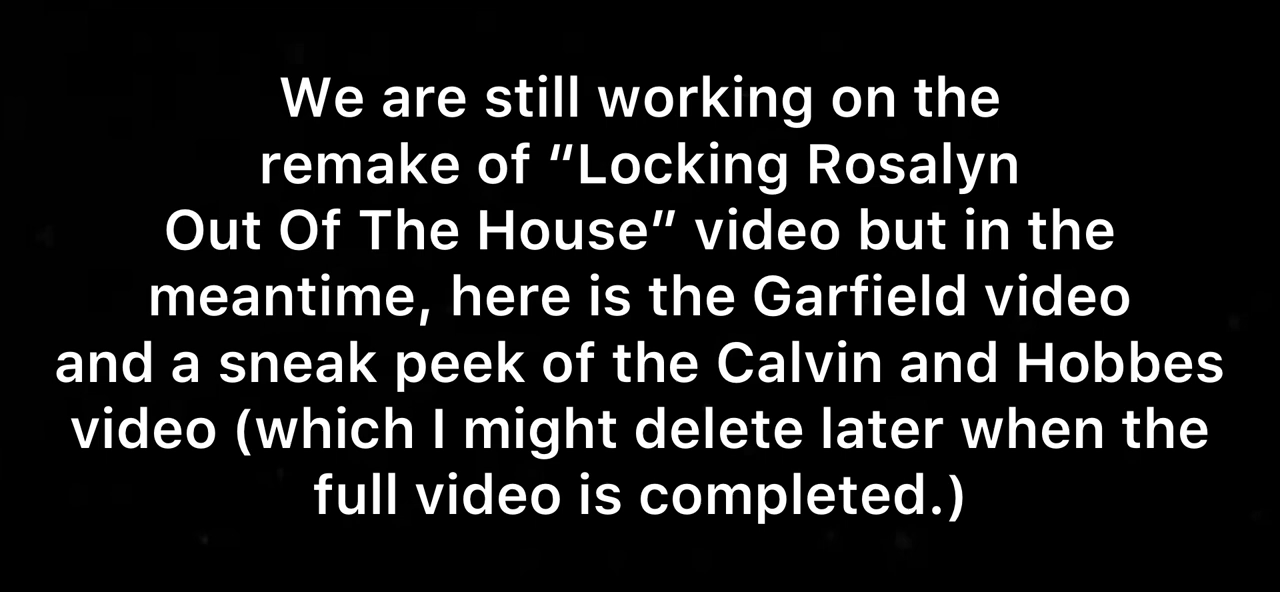 We are still working on the
remake of “Locking Rosalyn
Out Of The House” video but in the
meantime, here is the Garfield video
and a sneak peek of the Calvin and Hobbes
video (which I might delete later when the
full video is completed.)